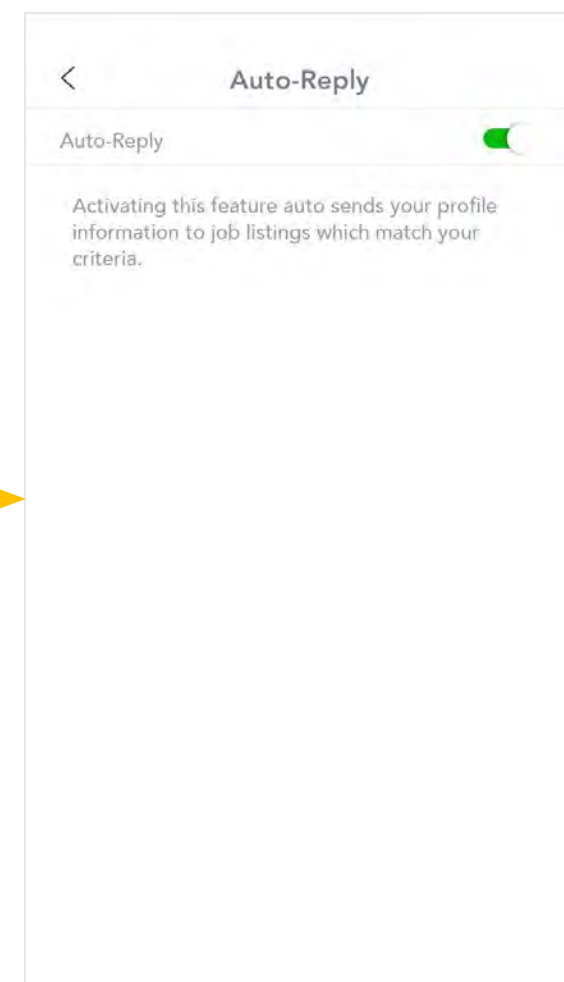 Auto-Reply
Auto-Reply
Activating this feature auto sends your profile
information to job listings which match your
criteria.